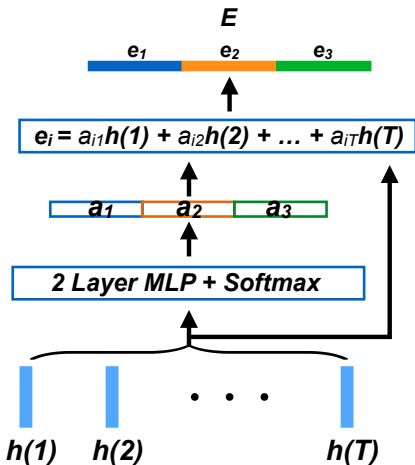 E
e₁ e₂ e₃
eᵢ = aᵢ₁h(1) + aᵢ₂h(2) + … + aᵢTh(T)
a₁ a₂ a₃
2 Layer MLP + Softmax
• • •
h(1) h(2) h(T)